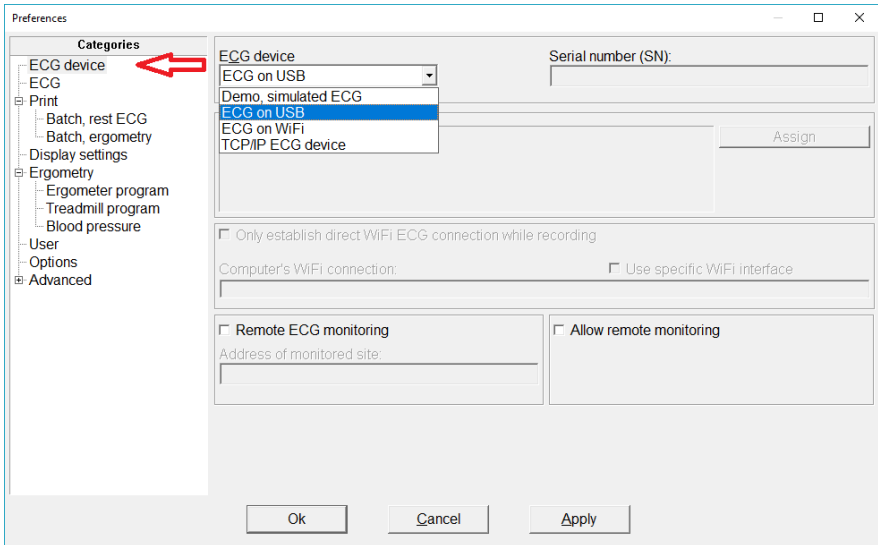 Preferences
Categories
ECG device
ECG
Print
Batch, rest ECG
Batch, ergometry
Display settings
Ergometry
Ergometer program
Treadmill program
Blood pressure
User
Options
Advanced
ECG device
ECG on USB
Demo, simulated ECG
ECG on USB
ECG on WiFi
TCP/IP ECG device
Serial number (SN):
Assign
Only establish direct WiFi ECG connection while recording
Computer's WiFi connection:
Use specific WiFi interface
Remote ECG monitoring
Address of monitored site:
Allow remote monitoring
Ok
Cancel
Apply